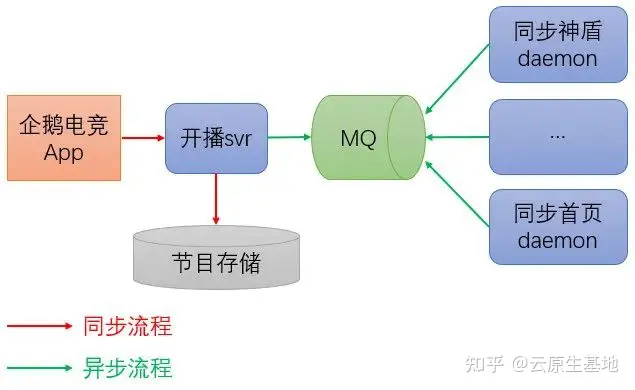 同步神盾
daemon
企鹅电竞
App
开播svr
MQ
...
同步首页
daemon
节目存储
同步流程
异步流程
知乎 @云原生基地